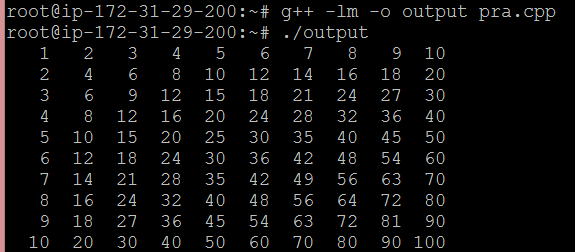 root@ip-172-31-29-200:~# g++ -lm -o output pra.cpp
root@ip-172-31-29-200:~# ./output
1 2 3 4 5 6 7 8 9 10
2 4 6 8 10 12 14 16 18 20
3 6 9 12 15 18 21 24 27 30
4 8 12 16 20 24 28 32 36 40
5 10 15 20 25 30 35 40 45 50
6 12 18 24 30 36 42 48 54 60
7 14 21 28 35 42 49 56 63 70
8 16 24 32 40 48 56 64 72 80
9 18 27 36 45 54 63 72 81 90
10 20 30 40 50 60 70 80 90 100